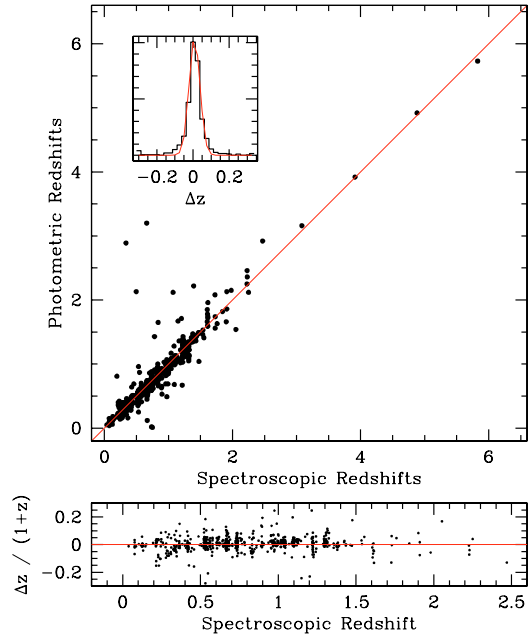 6
4
2
0
Photometric Redshifts
−0.2 0 0.2
Δz
0 2 4 6
Spectroscopic Redshifts
0.2
0
−0.2
Δz / (1+z)
0 0.5 1 1.5 2 2.5
Spectroscopic Redshift